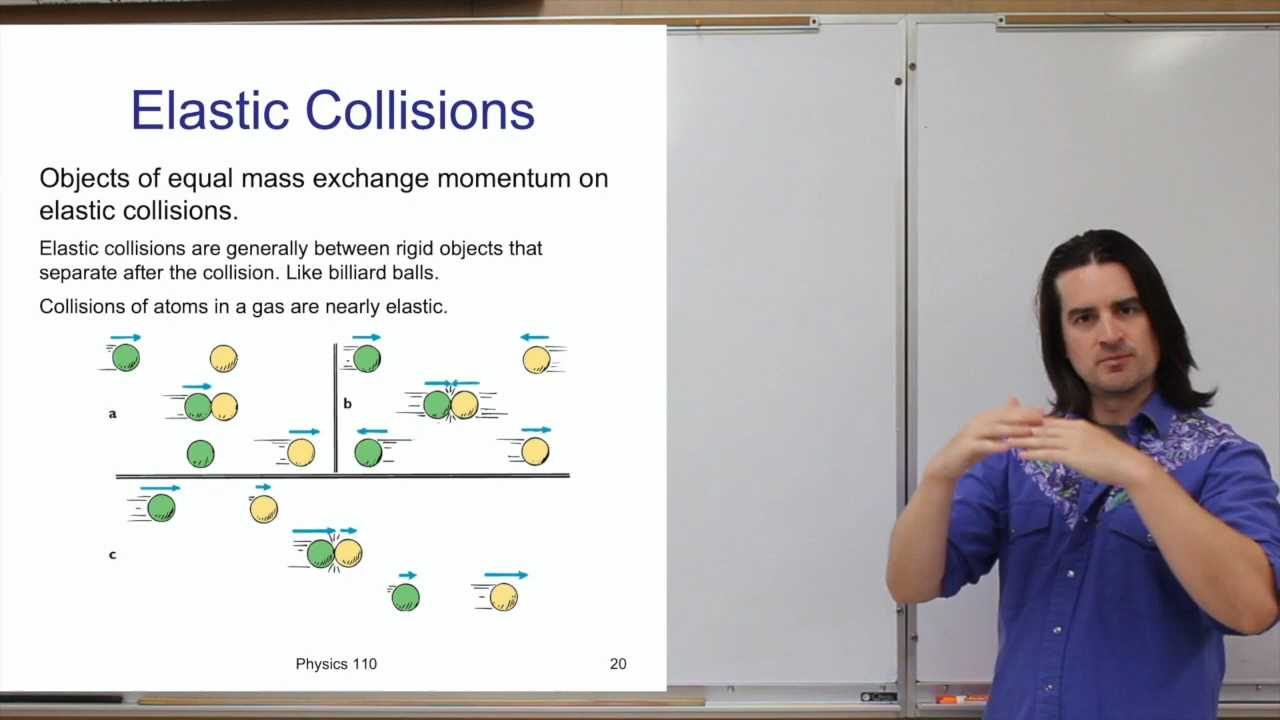 Elastic Collisions
Objects of equal mass exchange momentum on
elastic collisions.
Elastic collisions are generally between rigid objects that
separate after the collision. Like billiard balls.
Collisions of atoms in a gas are nearly elastic.
a
b
c
Physics 110
20